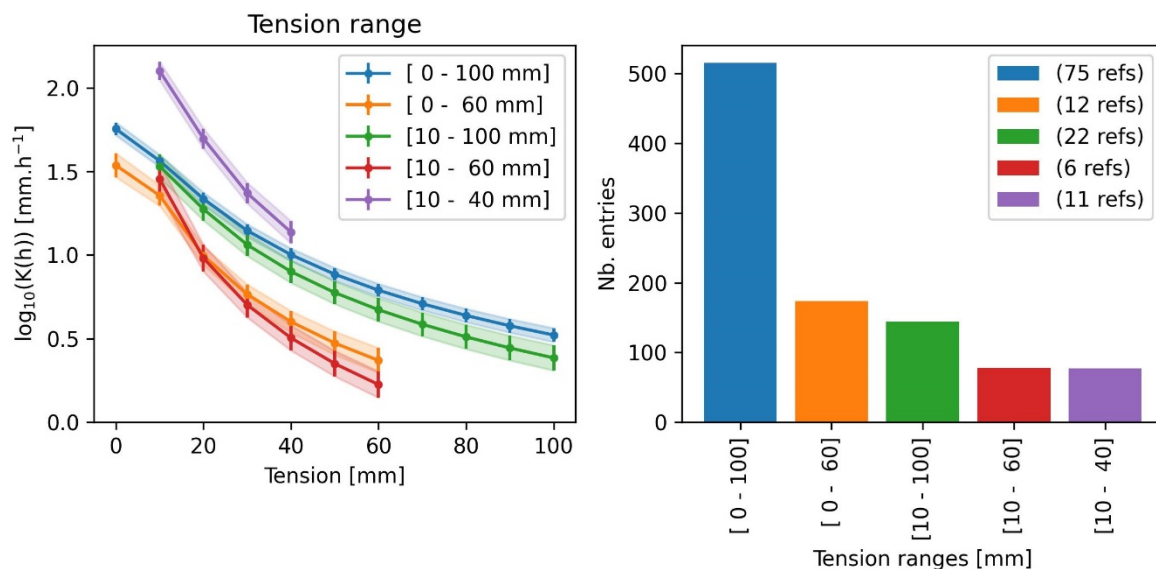 Tension range
log₁₀(K(h)) [mm.h⁻¹]
2.0
1.5
1.0
0.5
0.0
[ 0 - 100 mm]
[ 0 - 60 mm]
[10 - 100 mm]
[10 - 60 mm]
[10 - 40 mm]
0 20 40 60 80 100
Tension [mm]
Nb. entries
500
400
300
200
100
0
(75 refs)
(12 refs)
(22 refs)
(6 refs)
(11 refs)
[ 0 - 100]
[ 0 - 60]
[10 - 100]
[10 - 60]
[10 - 40]
Tension ranges [mm]